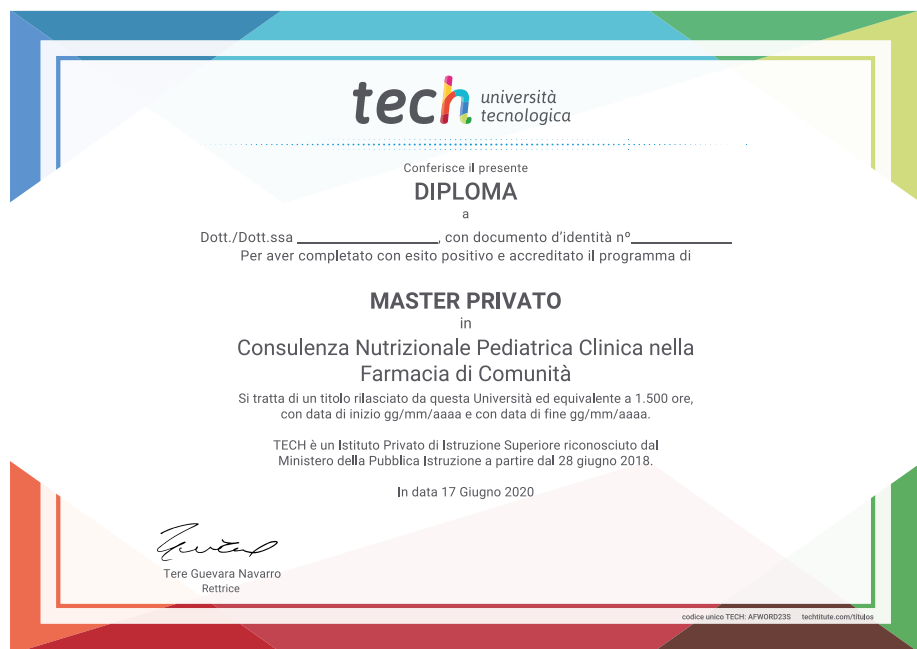 tech università
tecnologica
Conferisce il presente
DIPLOMA
a
Dott./Dott.ssa ____________________, con documento d'identità nº______________
Per aver completato con esito positivo e accreditato il programma di
MASTER PRIVATO
in
Consulenza Nutrizionale Pediatrica Clinica nella
Farmacia di Comunità
Si tratta di un titolo rilasciato da questa Università ed equivalente a 1.500 ore,
con data di inizio gg/mm/aaaa e con data di fine gg/mm/aaaa.
TECH è un Istituto Privato di Istruzione Superiore riconosciuto dal
Ministero della Pubblica Istruzione a partire dal 28 giugno 2018.
In data 17 Giugno 2020
Tere Guevara Navarro
Rettrice
codice unico TECH: AFWORD23S techtitute.com/titulos